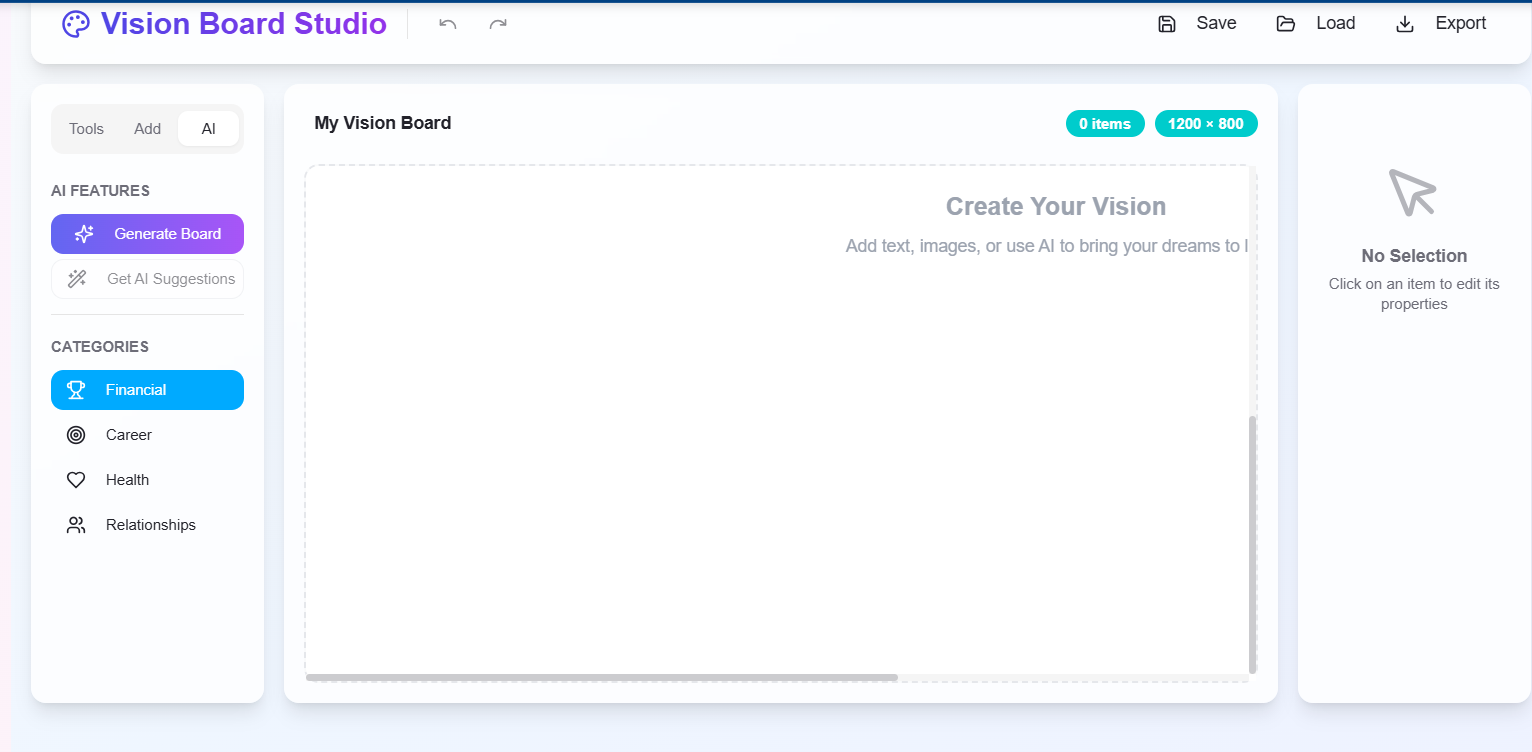 Vision Board Studio
Save
Load
Export
Tools
Add
AI
AI FEATURES
Generate Board
Get AI Suggestions
CATEGORIES
Financial
Career
Health
Relationships
My Vision Board
0 items
1200 × 800
Create Your Vision
Add text, images, or use AI to bring your dreams to l
No Selection
Click on an item to edit its
properties